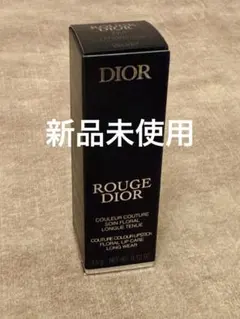 DIOR
新品未使用
ROUGE
DIOR
COULEUR COUTURE
SOIN FLORAL
LONGUE TENUE
COUTURE COLOUR LIPSTICK
FLORAL LIP CARE
LONG WEAR